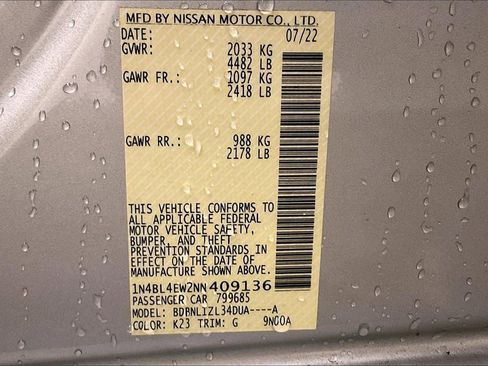 MFD BY NISSAN MOTOR CO., LTD.
DATE: 07/22
GVWR: 2033 KG
4482 LB
GAWR FR.: 1097 KG
2418 LB
GAWR RR.: 988 KG
2178 LB
THIS VEHICLE CONFORMS TO
ALL APPLICABLE FEDERAL
MOTOR VEHICLE SAFETY,
BUMPER, AND THEFT
PREVENTION STANDARDS IN
EFFECT ON THE DATE OF
MANUFACTURE SHOWN ABOVE.
1N4BL4EW2NN409136
PASSENGER CAR 799685
MODEL: BDBNL1ZL34DUA----A
COLOR: K23 TRIM: G 9N00A